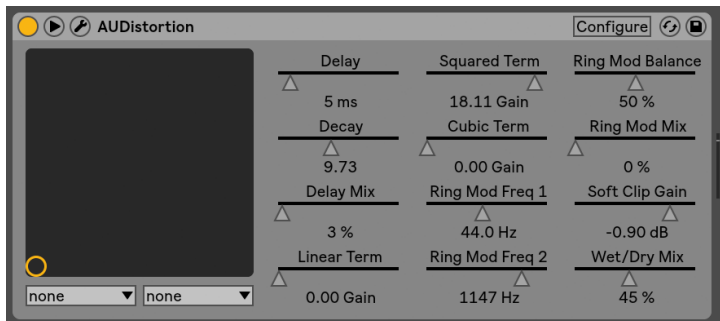 AUDistortion Configure
Delay Squared Term Ring Mod Balance
5 ms 18.11 Gain 50 %
Decay Cubic Term Ring Mod Mix
9.73 0.00 Gain 0 %
Delay Mix Ring Mod Freq 1 Soft Clip Gain
3 % 44.0 Hz -0.90 dB
Linear Term Ring Mod Freq 2 Wet/Dry Mix
none none 0.00 Gain 1147 Hz 45 %